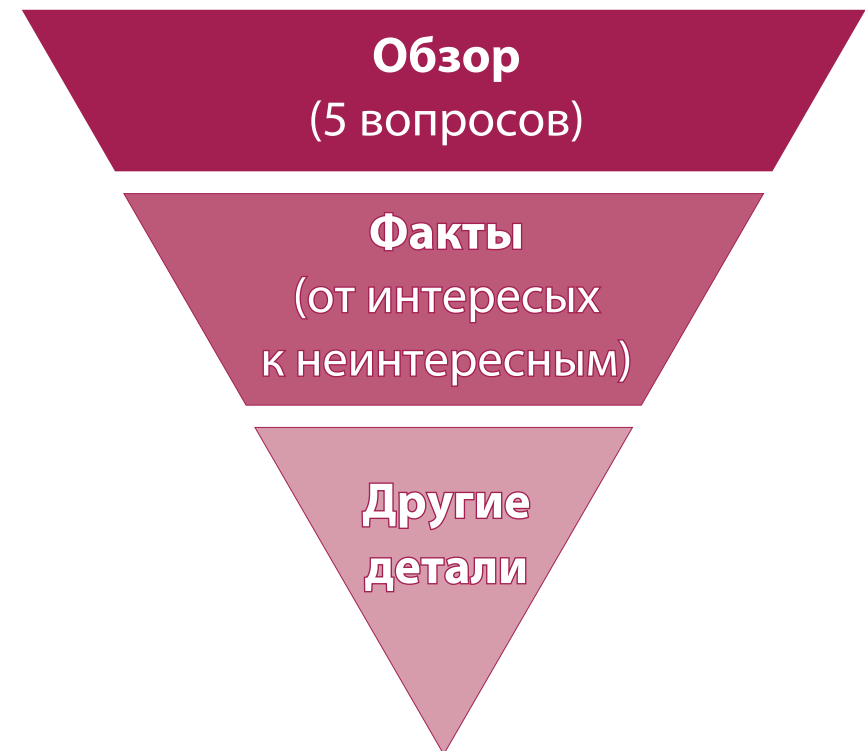 Обзор
(5 вопросов)
Факты
(от интересых
к неинтересным)
Другие
детали